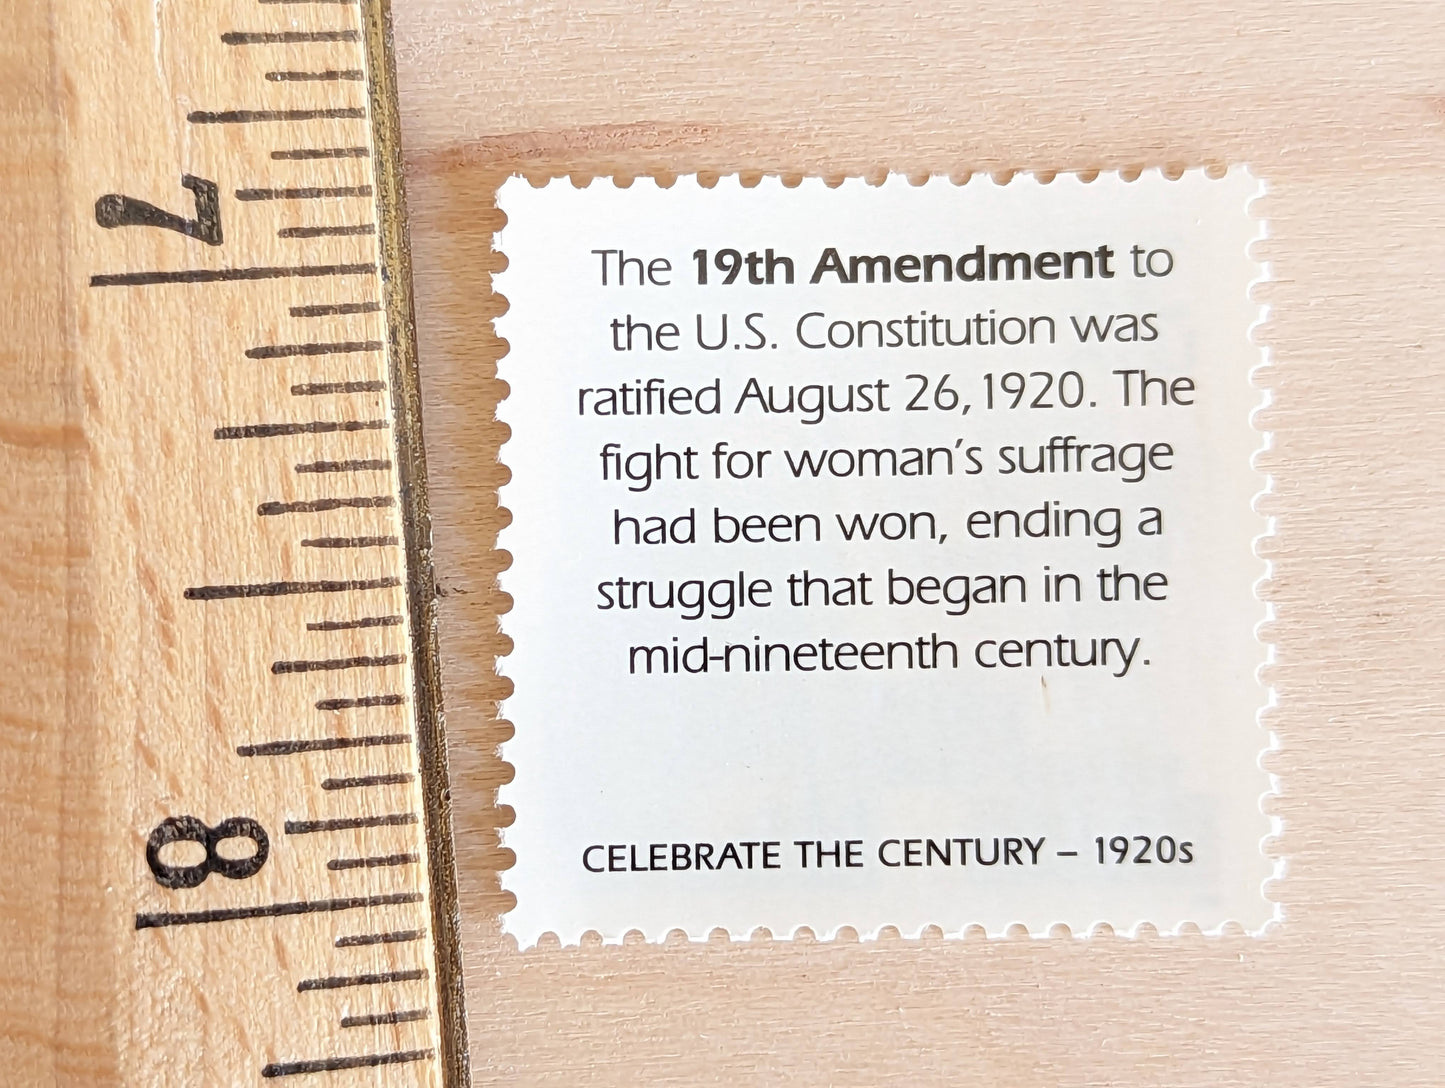 7
8
The 19th Amendment to
the U.S. Constitution was
ratified August 26, 1920. The
fight for woman's suffrage
had been won, ending a
struggle that began in the
mid-nineteenth century.
CELEBRATE THE CENTURY – 1920s